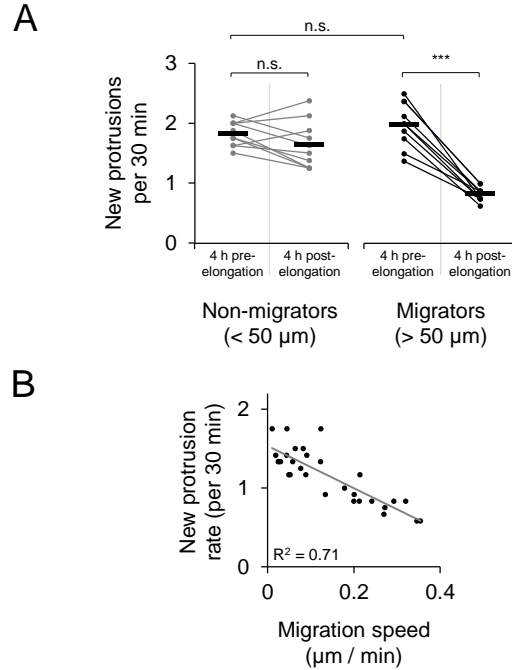 A
n.s.
n.s.
***
3
2
1
0
New protrusions
per 30 min
4 h pre-
elongation
4 h post-
elongation
4 h pre-
elongation
4 h post-
elongation
Non-migrators
(< 50 µm)
Migrators
(> 50 µm)
B
New protrusion
rate (per 30 min)
2
1
0
R² = 0.71
0
0.2
0.4
Migration speed
(µm / min)